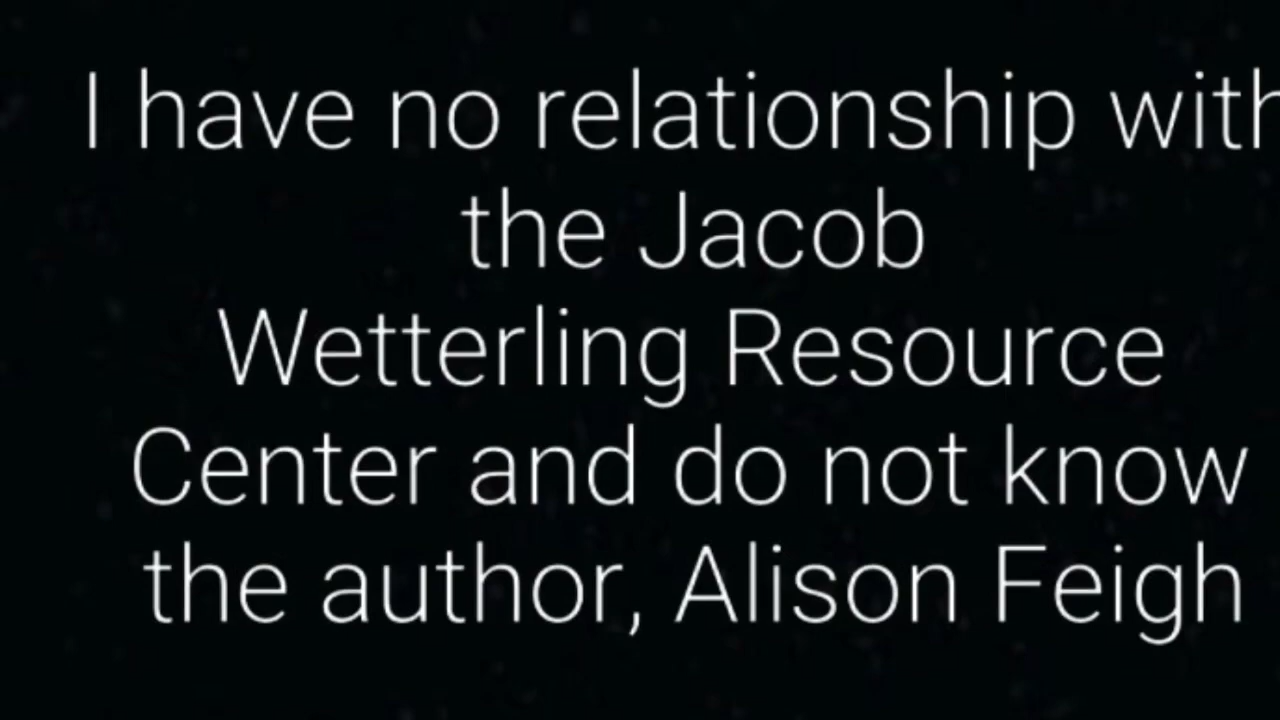 I have no relationship with
the Jacob
Wetterling Resource
Center and do not know
the author, Alison Feigh